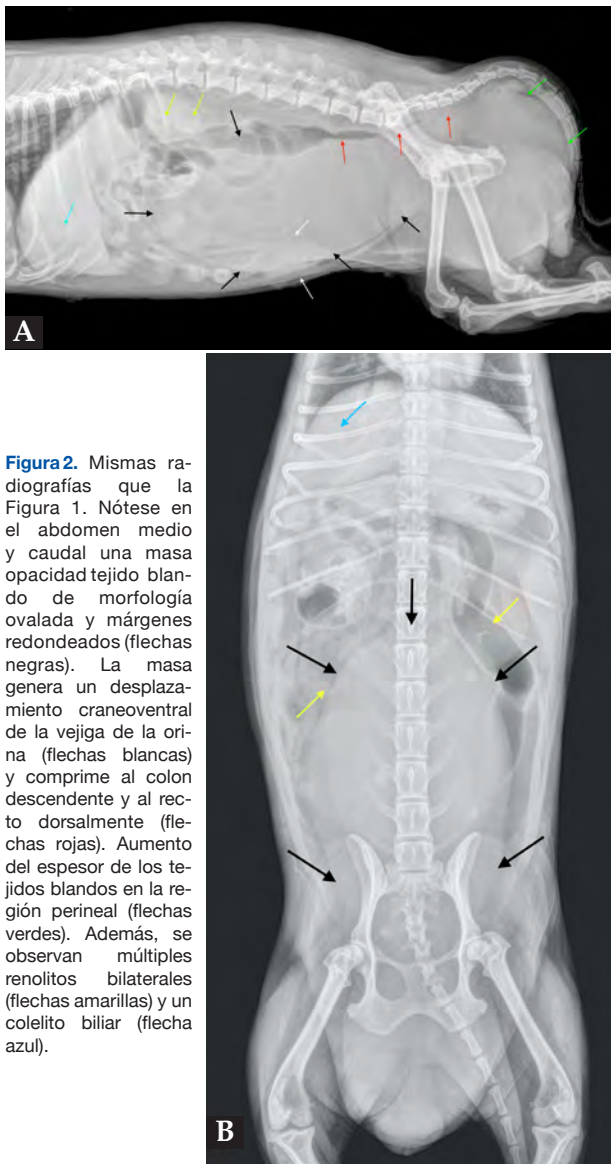 A
Figura 2. Mismas ra-
diografías que la
Figura 1. Nótese en
el abdomen medio
y caudal una masa
opacidad tejido blan-
do de morfología
ovalada y márgenes
redondeados (flechas
negras). La masa
genera un desplaza-
miento craneoventral
de la vejiga de la ori-
na (flechas blancas)
y comprime al colon
descendente y al rec-
to dorsalmente (fle-
chas rojas). Aumento
del espesor de los te-
jidos blandos en la re-
gión perineal (flechas
verdes). Además, se
observan múltiples
renolitos bilaterales
(flechas amarillas) y un
colelito biliar (flecha
azul).
B